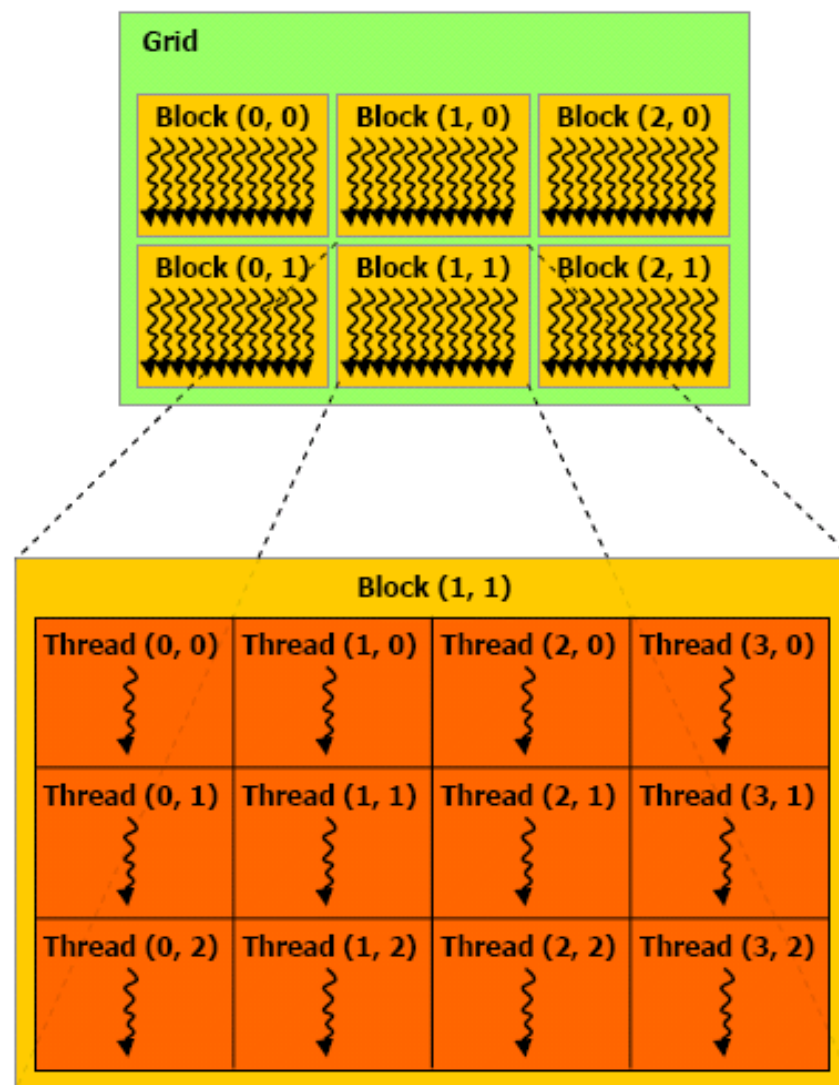 Grid
Block (0, 0) Block (1, 0) Block (2, 0)
Block (0, 1) Block (1, 1) Block (2, 1)
Block (1, 1)
Thread (0, 0) Thread (1, 0) Thread (2, 0) Thread (3, 0)
Thread (0, 1) Thread (1, 1) Thread (2, 1) Thread (3, 1)
Thread (0, 2) Thread (1, 2) Thread (2, 2) Thread (3, 2)